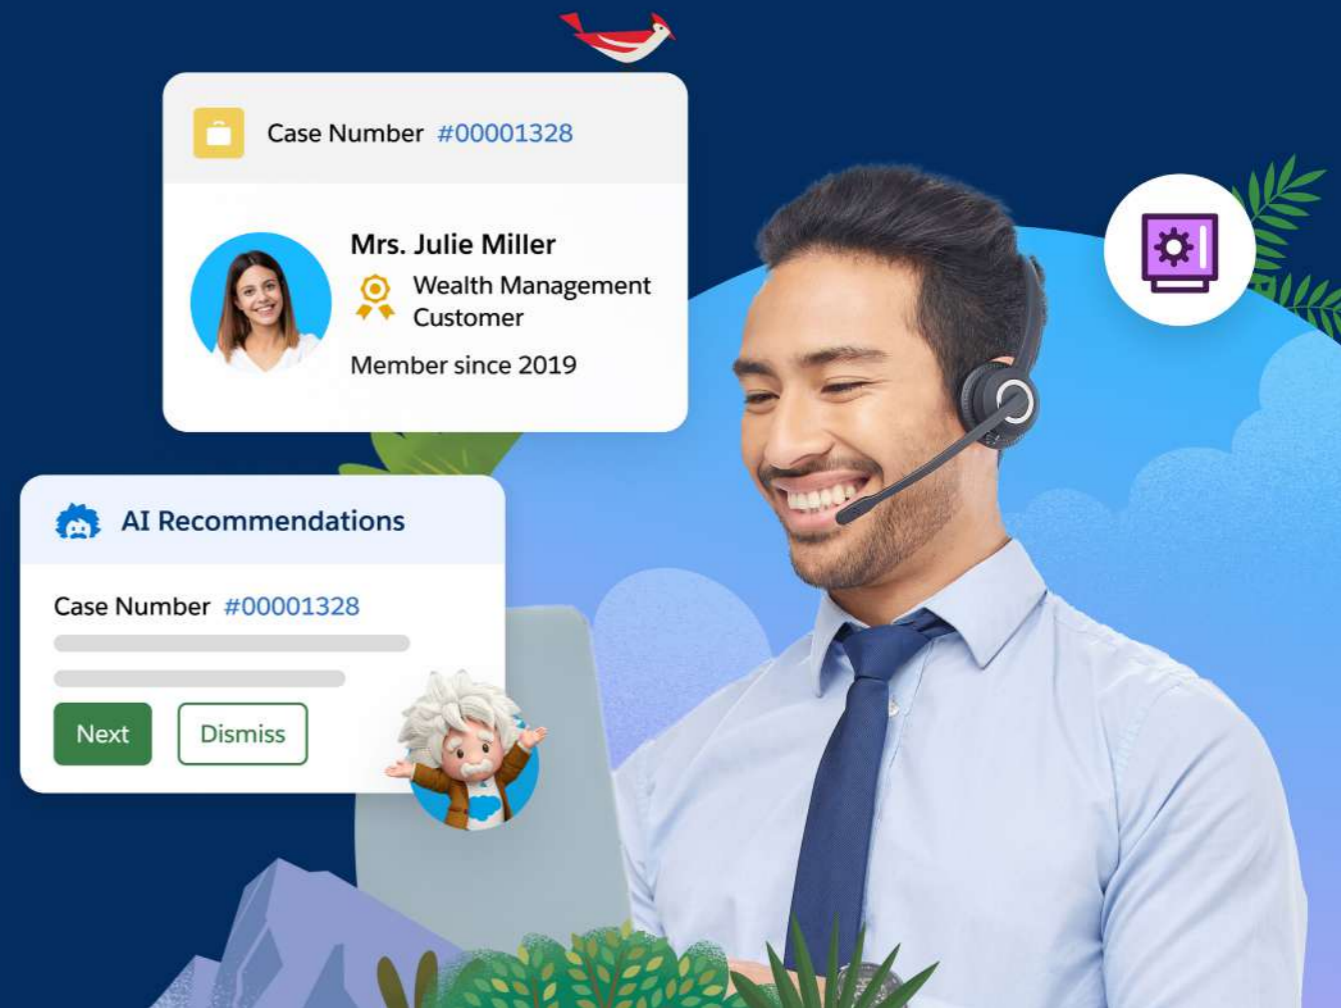 Case Number #00001328
Mrs. Julie Miller
Wealth Management
Customer
Member since 2019
AI Recommendations
Case Number #00001328
Next
Dismiss